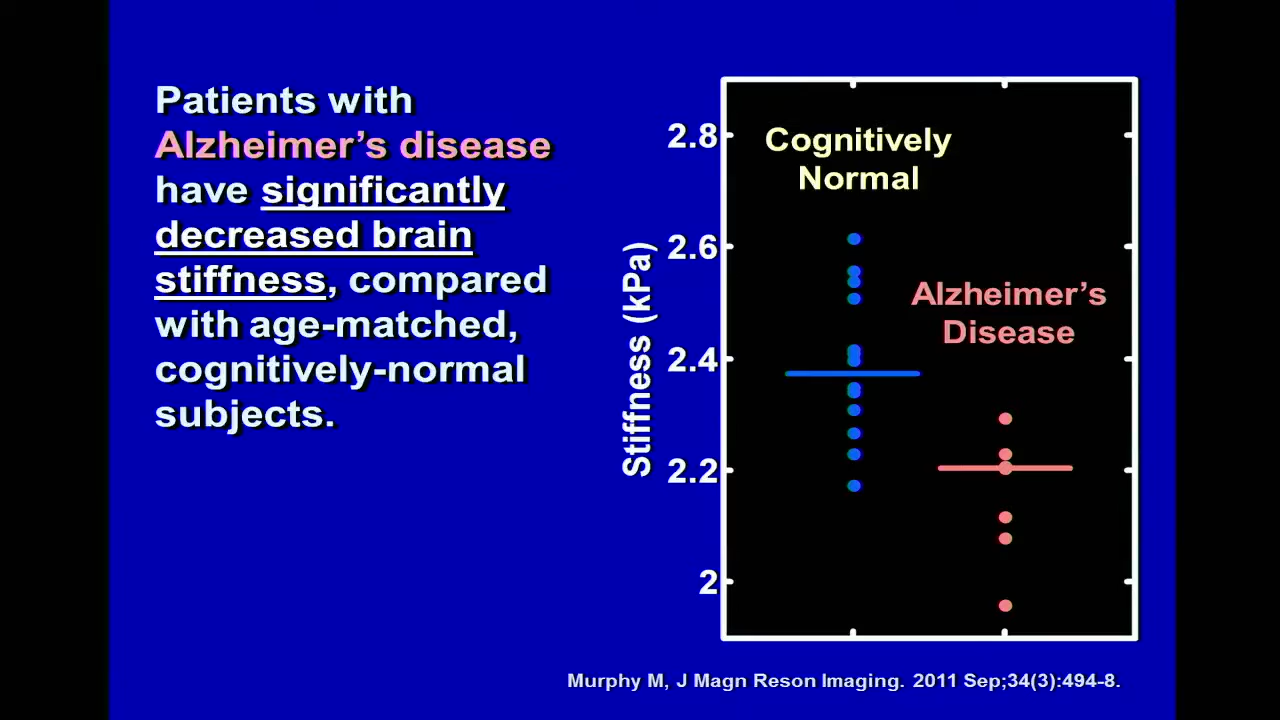 Patients with
Alzheimer’s disease
have significantly
decreased brain
stiffness, compared
with age-matched,
cognitively-normal
subjects.
Stiffness (kPa)
2.8
2.6
2.4
2.2
2
Cognitively
Normal
Alzheimer’s
Disease
Murphy M, J Magn Reson Imaging. 2011 Sep;34(3):494-8.